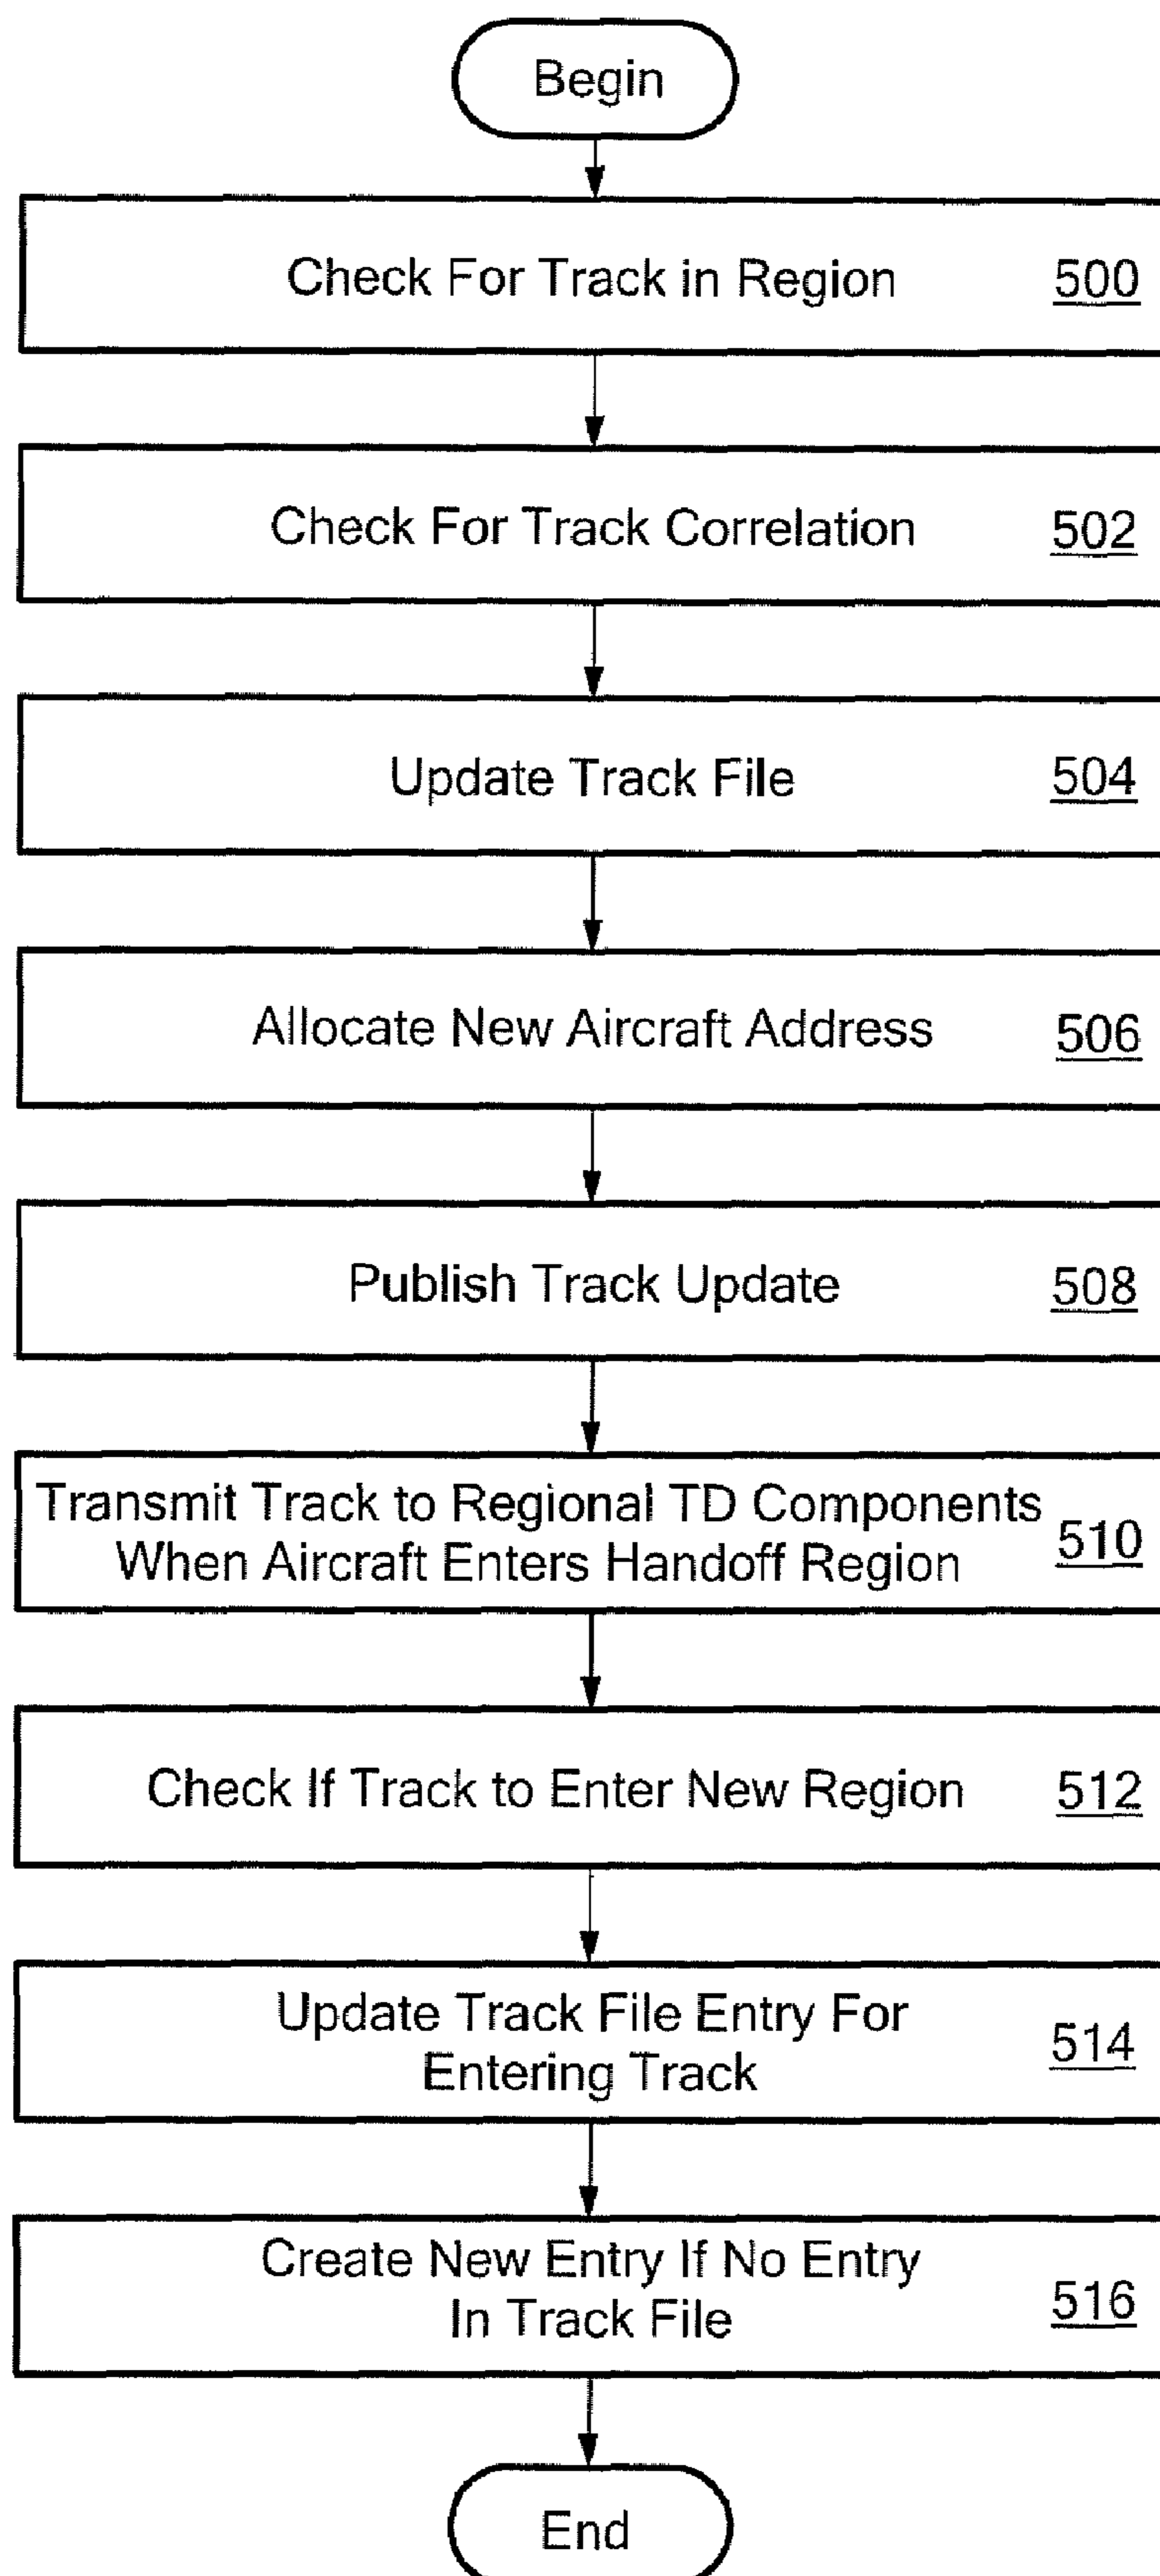 Begin
Check For Track in Region 500
Check For Track Correlation 502
Update Track File 504
Allocate New Aircraft Address 506
Publish Track Update 508
Transmit Track to Regional TD Components
When Aircraft Enters Handoff Region 510
Check If Track to Enter New Region 512
Update Track File Entry For
Entering Track 514
Create New Entry If No Entry
In Track File 516
End